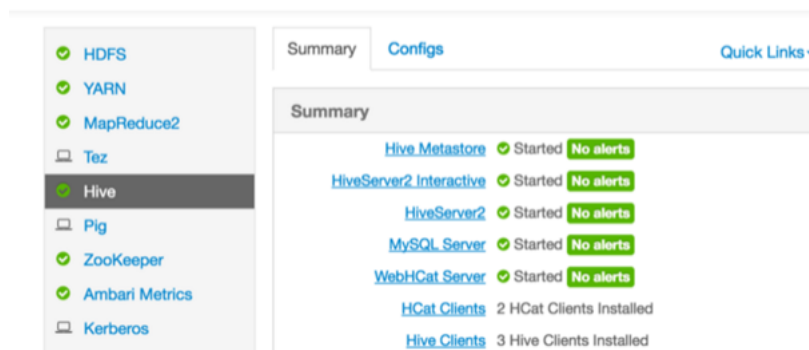 HDFS
YARN
MapReduce2
Tez
Hive
Pig
ZooKeeper
Ambari Metrics
Kerberos
Summary Configs Quick Links
Summary
Hive Metastore Started No alerts
HiveServer2 Interactive Started No alerts
HiveServer2 Started No alerts
MySQL Server Started No alerts
WebHCat Server Started No alerts
HCat Clients 2 HCat Clients Installed
Hive Clients 3 Hive Clients Installed